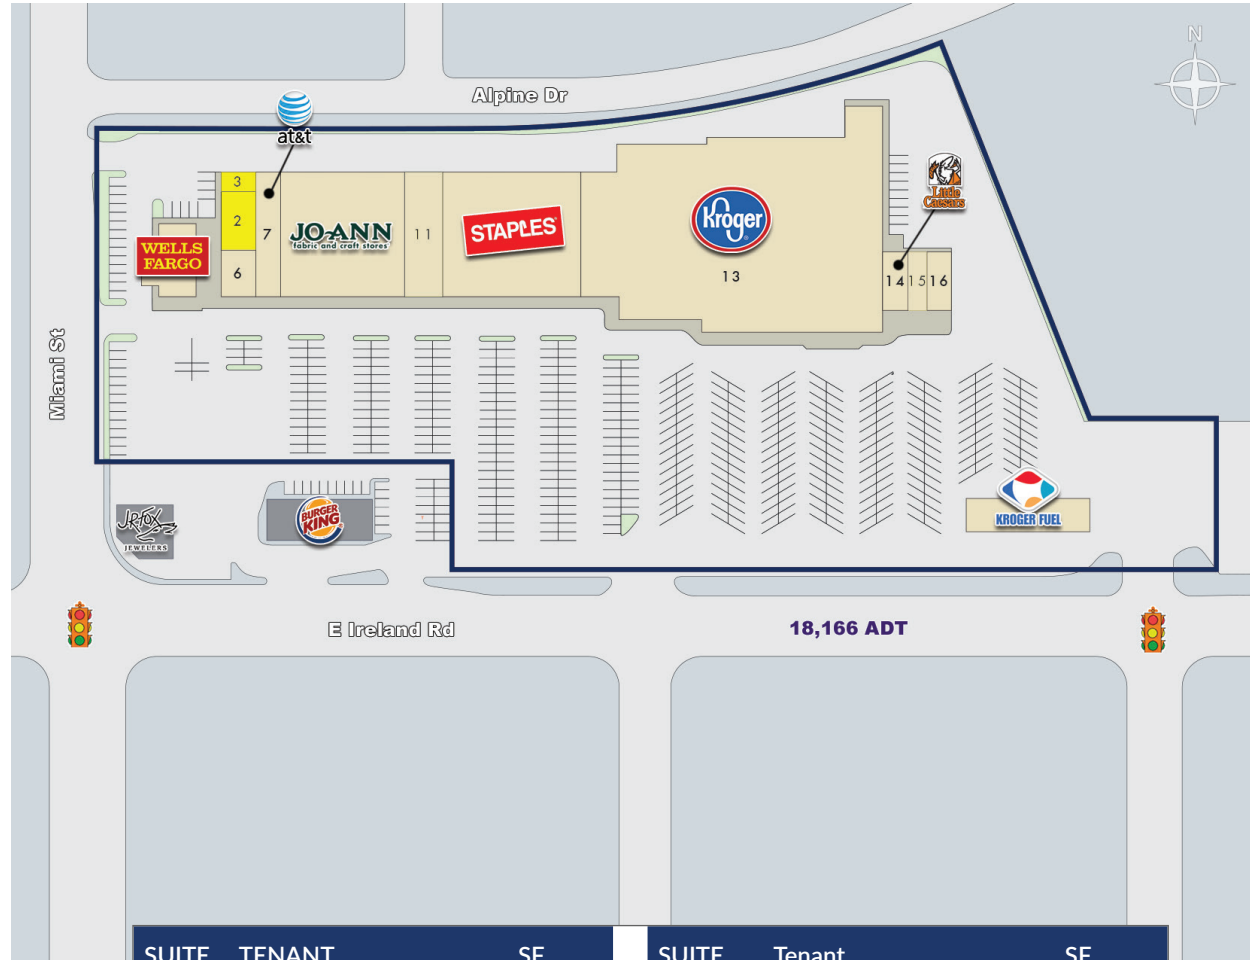 N
Alpine Dr
at&t
3
2
7
6
WELLS
FARGO
JO-ANN
fabric and craft stores
11
STAPLES
Kroger
13
Little
Caesars
14
15
16
Miami St
J.R. FOX
JEWELERS
BURGER
KING
KROGER FUEL
E Ireland Rd
18,166 ADT
SUITE TENANT SF
SUITE Tenant SF